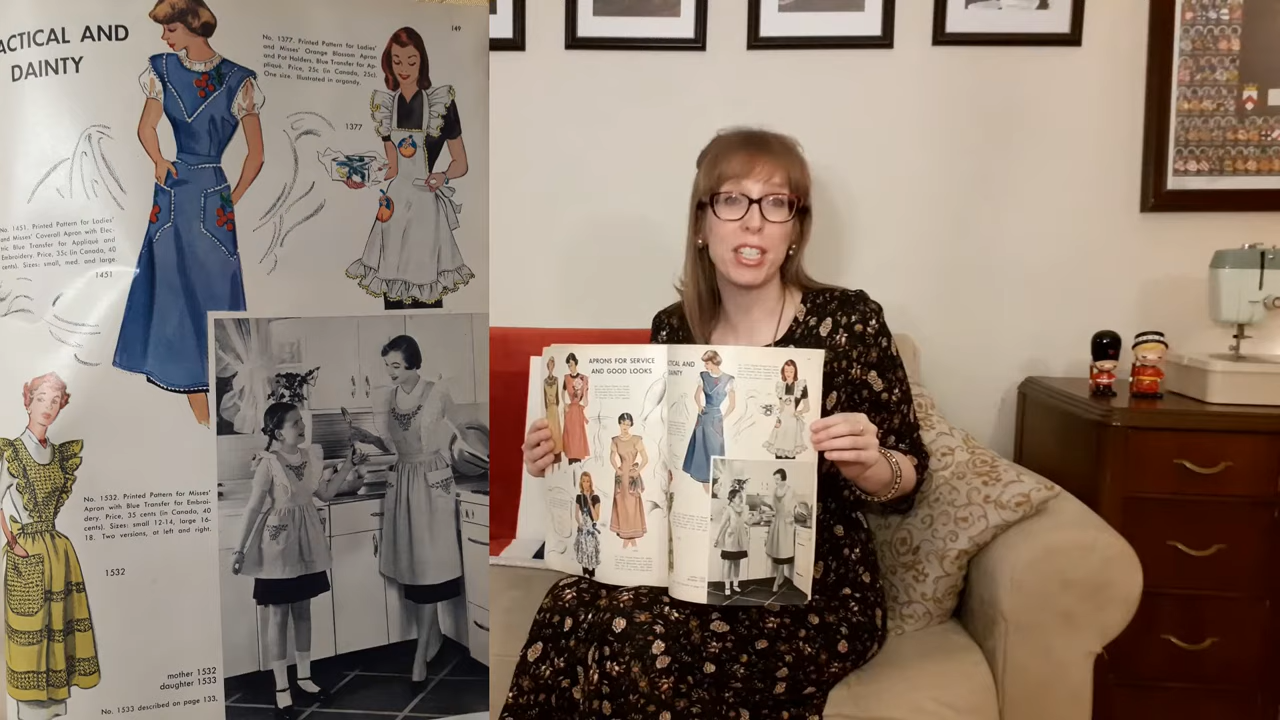 ACTICAL AND
DAINTY
149
No. 1377. Printed Pattern for Ladies'
and Misses' Orange Blossom Apron
and Pot Holders. Blue Transfer for Ap-
pliqué. Price, 25c (in Canada, 25c).
One size. Illustrated in organdy.
1377
No. 1451. Printed Pattern for Ladies'
and Misses' Coverall Apron with Elec-
tric Blue Transfer for Appliqué and
Embroidery. Price, 35c (in Canada, 40
cents). Sizes: small, med. and large.
1451
No. 1532. Printed Pattern for Misses'
Apron with Blue Transfer for Embroi-
dery. Price, 35 cents (in Canada, 40
cents). Sizes: small 12-14, large 16-
18. Two versions, at left and right.
1532
mother 1532
daughter 1533
No. 1533 described on page 133.
APRONS FOR SERVICE
AND GOOD LOOKS
CTICAL AND
DAINTY